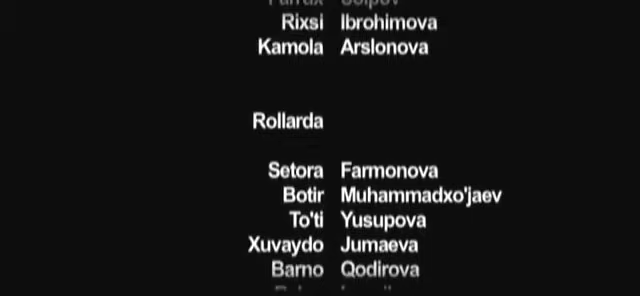 Rixsi Ibrohimova
Kamola Arslonova
Rollarda
Setora Farmonova
Botir Muhammadxo'jaev
To'ti Yusupova
Xuvaydo Jumaeva
Barno Qodirova